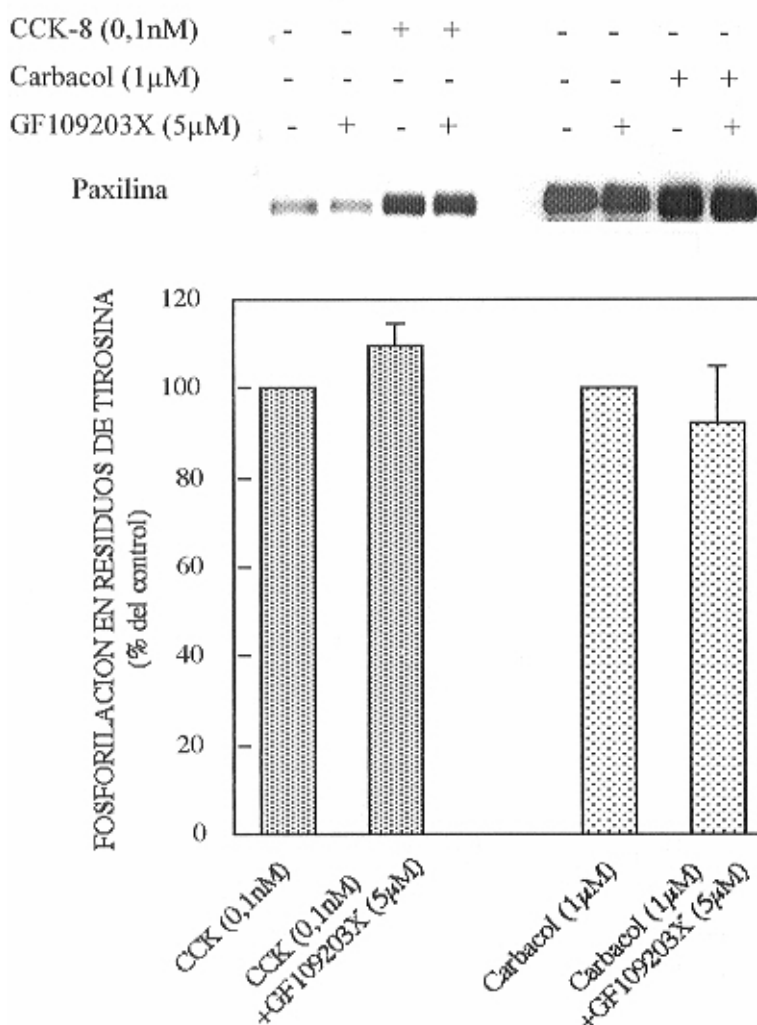 CCK-8 (0,1nM) - - + + - - - -
Carbacol (1μM) - - - - - - + +
GF109203X (5μM) - + - + - + - +
Paxilina
FOSFORILACION EN RESIDUOS DE TIROSINA
(% del control)
120
100
80
60
40
20
0
CCK (0,1nM)
CCK (0,1nM)
+GF109203X (5μM)
Carbacol (1μM)
Carbacol (1μM)
+GF109203X (5μM)